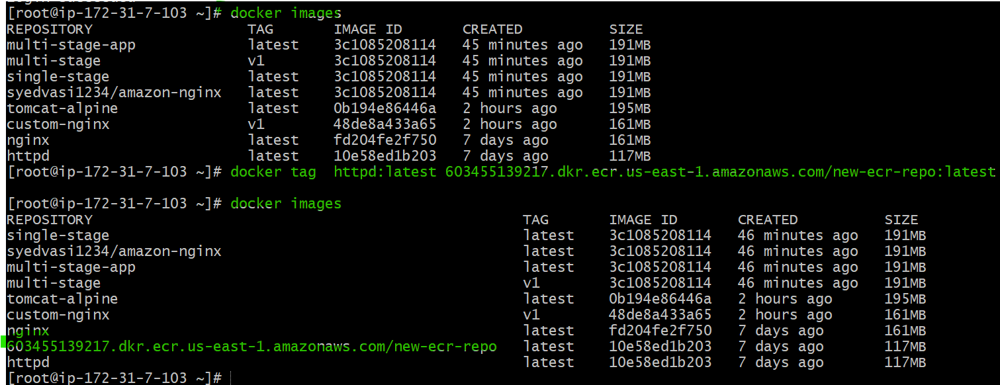 [root@ip-172-31-7-103 ~]# docker images
REPOSITORY TAG IMAGE ID CREATED SIZE
multi-stage-app latest 3c1085208114 45 minutes ago 191MB
multi-stage v1 3c1085208114 45 minutes ago 191MB
single-stage latest 3c1085208114 45 minutes ago 191MB
syedvasi1234/amazon-nginx latest 3c1085208114 45 minutes ago 191MB
tomcat-alpine latest 0b194e86446a 2 hours ago 195MB
custom-nginx v1 48de8a433a65 2 hours ago 161MB
nginx latest fd204fe2f750 7 days ago 161MB
httpd latest 10e58ed1b203 7 days ago 117MB
[root@ip-172-31-7-103 ~]# docker tag  httpd:latest 603455139217.dkr.ecr.us-east-1.amazonaws.com/new-ecr-repo:latest
[root@ip-172-31-7-103 ~]# docker images
REPOSITORY TAG IMAGE ID CREATED SIZE
single-stage latest 3c1085208114 46 minutes ago 191MB
syedvasi1234/amazon-nginx latest 3c1085208114 46 minutes ago 191MB
multi-stage-app latest 3c1085208114 46 minutes ago 191MB
multi-stage v1 3c1085208114 46 minutes ago 191MB
tomcat-alpine latest 0b194e86446a 2 hours ago 195MB
custom-nginx v1 48de8a433a65 2 hours ago 161MB
nginx latest fd204fe2f750 7 days ago 161MB
603455139217.dkr.ecr.us-east-1.amazonaws.com/new-ecr-repo latest 10e58ed1b203 7 days ago 117MB
httpd latest 10e58ed1b203 7 days ago 117MB
[root@ip-172-31-7-103 ~]#